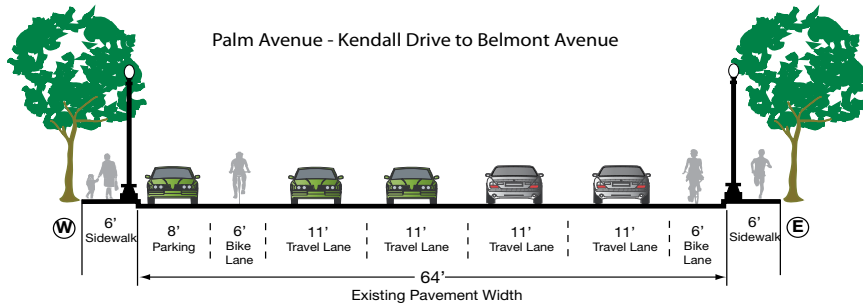 Palm Avenue - Kendall Drive to Belmont Avenue
W
6’
Sidewalk
8’
Parking
6’
Bike
Lane
11’
Travel Lane
11’
Travel Lane
11’
Travel Lane
11’
Travel Lane
6’
Bike
Lane
6’
Sidewalk
E
64’
Existing Pavement Width